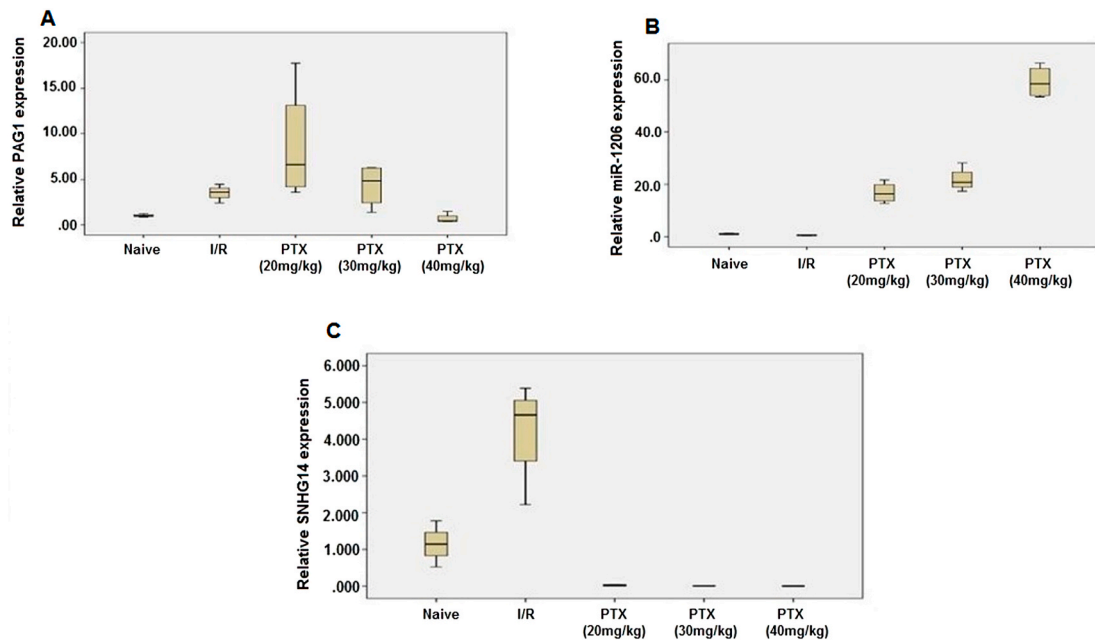 A
Relative PAG1 expression
20.00
15.00
10.00
5.00
.00
Naive I/R PTX PTX PTX
(20mg/kg) (30mg/kg) (40mg/kg)
B
Relative miR-1206 expression
60.0
40.0
20.0
.0
Naive I/R PTX PTX PTX
(20mg/kg) (30mg/kg) (40mg/kg)
C
Relative SNHG14 expression
6.000
5.000
4.000
3.000
2.000
1.000
.000
Naive I/R PTX PTX PTX
(20mg/kg) (30mg/kg) (40mg/kg)